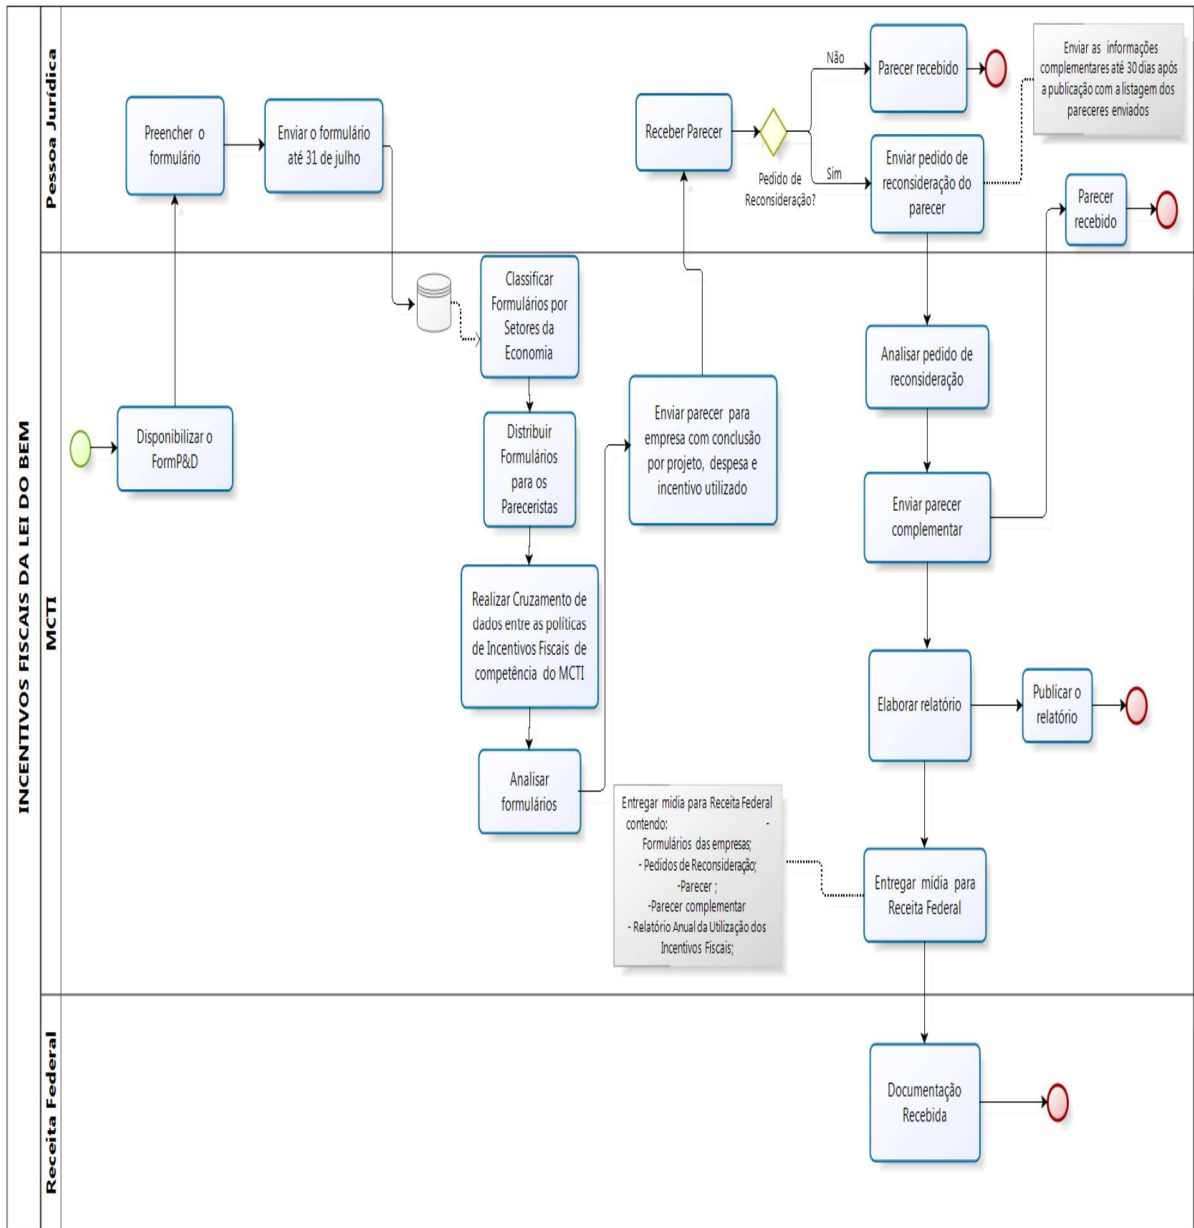 INCENTIVOS FISCAIS DA LEI DO BEM
Pessoa Jurídica
Preencher o
formulário
Enviar o formulário
até 31 de julho
Receber Parecer
Pedido de
Reconsideração?
Não
Sim
Parecer recebido
Enviar pedido de
reconsideração do
parecer
Enviar as informações
complementares até 30 dias após
a publicação com a listagem dos
pareceres enviados
Parecer
recebido
MCTI
Disponibilizar o
FormP&D
Classificar
Formulários por
Setores da
Economia
Distribuir
Formulários
para os
Pareceristas
Realizar Cruzamento de
dados entre as políticas
de Incentivos Fiscais de
competência do MCTI
Analisar
formulários
Enviar parecer para
empresa com conclusão
por projeto, despesa e
incentivo utilizado
Analisar pedido de
reconsideração
Enviar parecer
complementar
Elaborar relatório
Publicar o
relatório
Entregar mídia para Receita Federal
contendo: -
Formulários das empresas;
- Pedidos de Reconsideração;
-Parecer ;
-Parecer complementar
- Relatório Anual da Utilização dos
Incentivos Fiscais;
Entregar mídia para
Receita Federal
Receita Federal
Documentação
Recebida